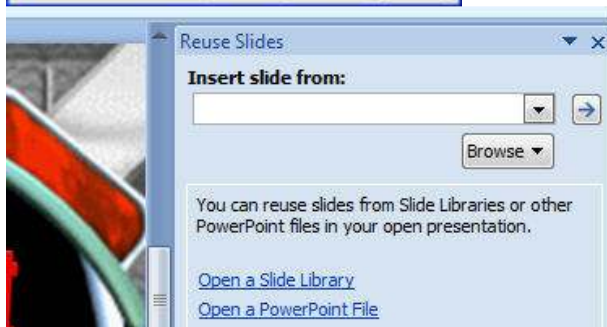 Reuse Slides
Insert slide from:
Browse
You can reuse slides from Slide Libraries or other
PowerPoint files in your open presentation.
Open a Slide Library
Open a PowerPoint File